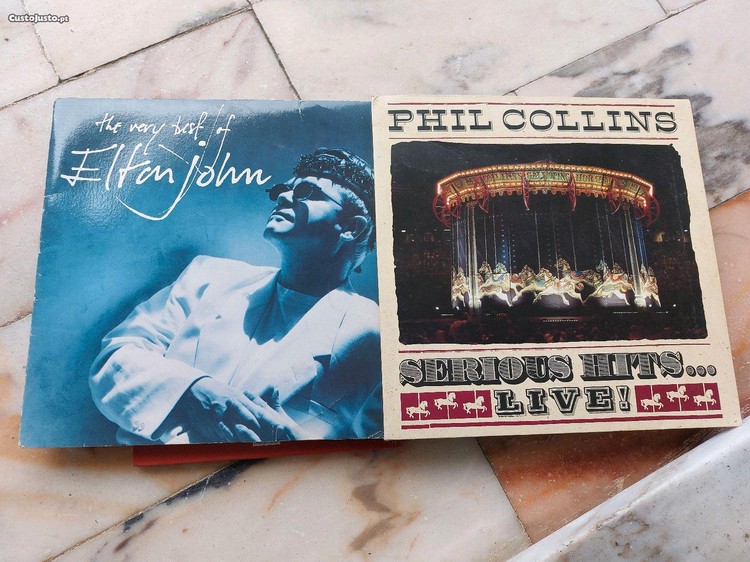 CustoJusto.pt
the very best of
Elton John
PHIL COLLINS
SERIOUS HITS...
LIVE!